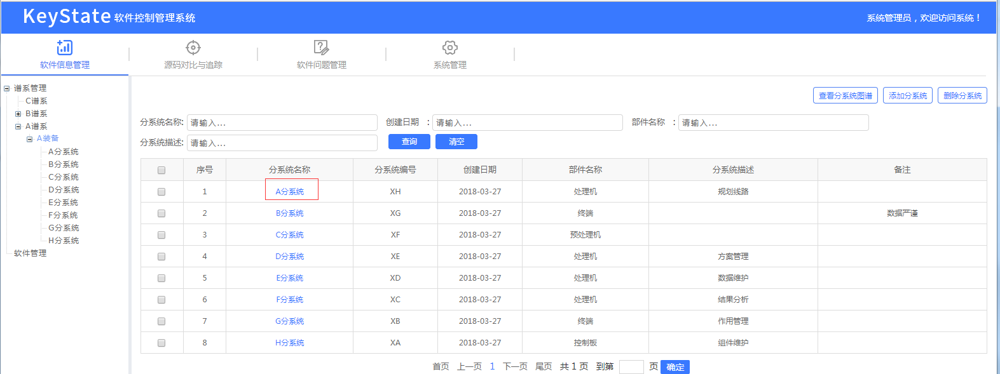 KeyState 软件控制管理系统
系统管理员，欢迎访问系统！
软件信息管理
源码对比与追踪
软件问题管理
系统管理
谱系管理
C谱系
B谱系
A谱系
A装备
A分系统
B分系统
C分系统
D分系统
E分系统
F分系统
G分系统
H分系统
软件管理
查看分系统图谱 添加分系统 删除分系统
分系统名称: 请输入... 创建日期 : 请输入... 部件名称 : 请输入...
分系统描述: 请输入... 查询 清空
序号 分系统名称 分系统编号 创建日期 部件名称 分系统描述 备注
1 A分系统 XH 2018-03-27 处理机 规划线路
2 B分系统 XG 2018-03-27 终端 数据严谨
3 C分系统 XF 2018-03-27 预处理机
4 D分系统 XE 2018-03-27 处理机 方案管理
5 E分系统 XD 2018-03-27 处理机 数据维护
6 F分系统 XC 2018-03-27 处理机 结果分析
7 G分系统 XB 2018-03-27 终端 作用管理
8 H分系统 XA 2018-03-27 控制板 组件维护
首页 上一页 1 下一页 尾页 共 1 页 到第 页 确定